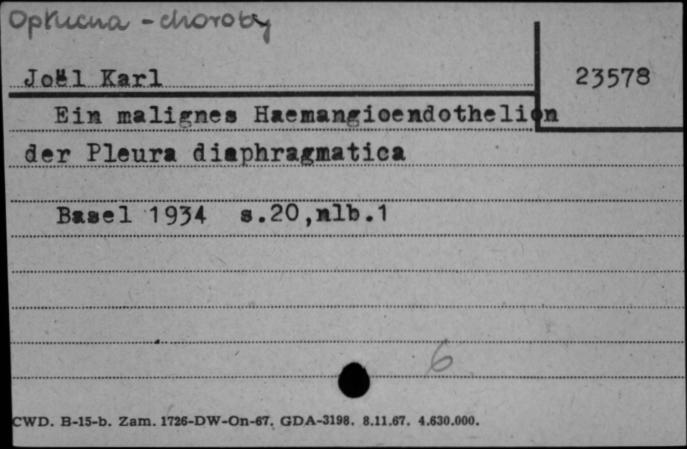 Opłucna - choroby
Joël Karl
23578
Ein malignes Haemangioendothelion
der Pleura diaphragmatica
Basel 1934 s.20,nlb.1
6
CWD. B-15-b. Zam. 1726-DW-On-67. GDA-3198. 8.11.67. 4.630.000.